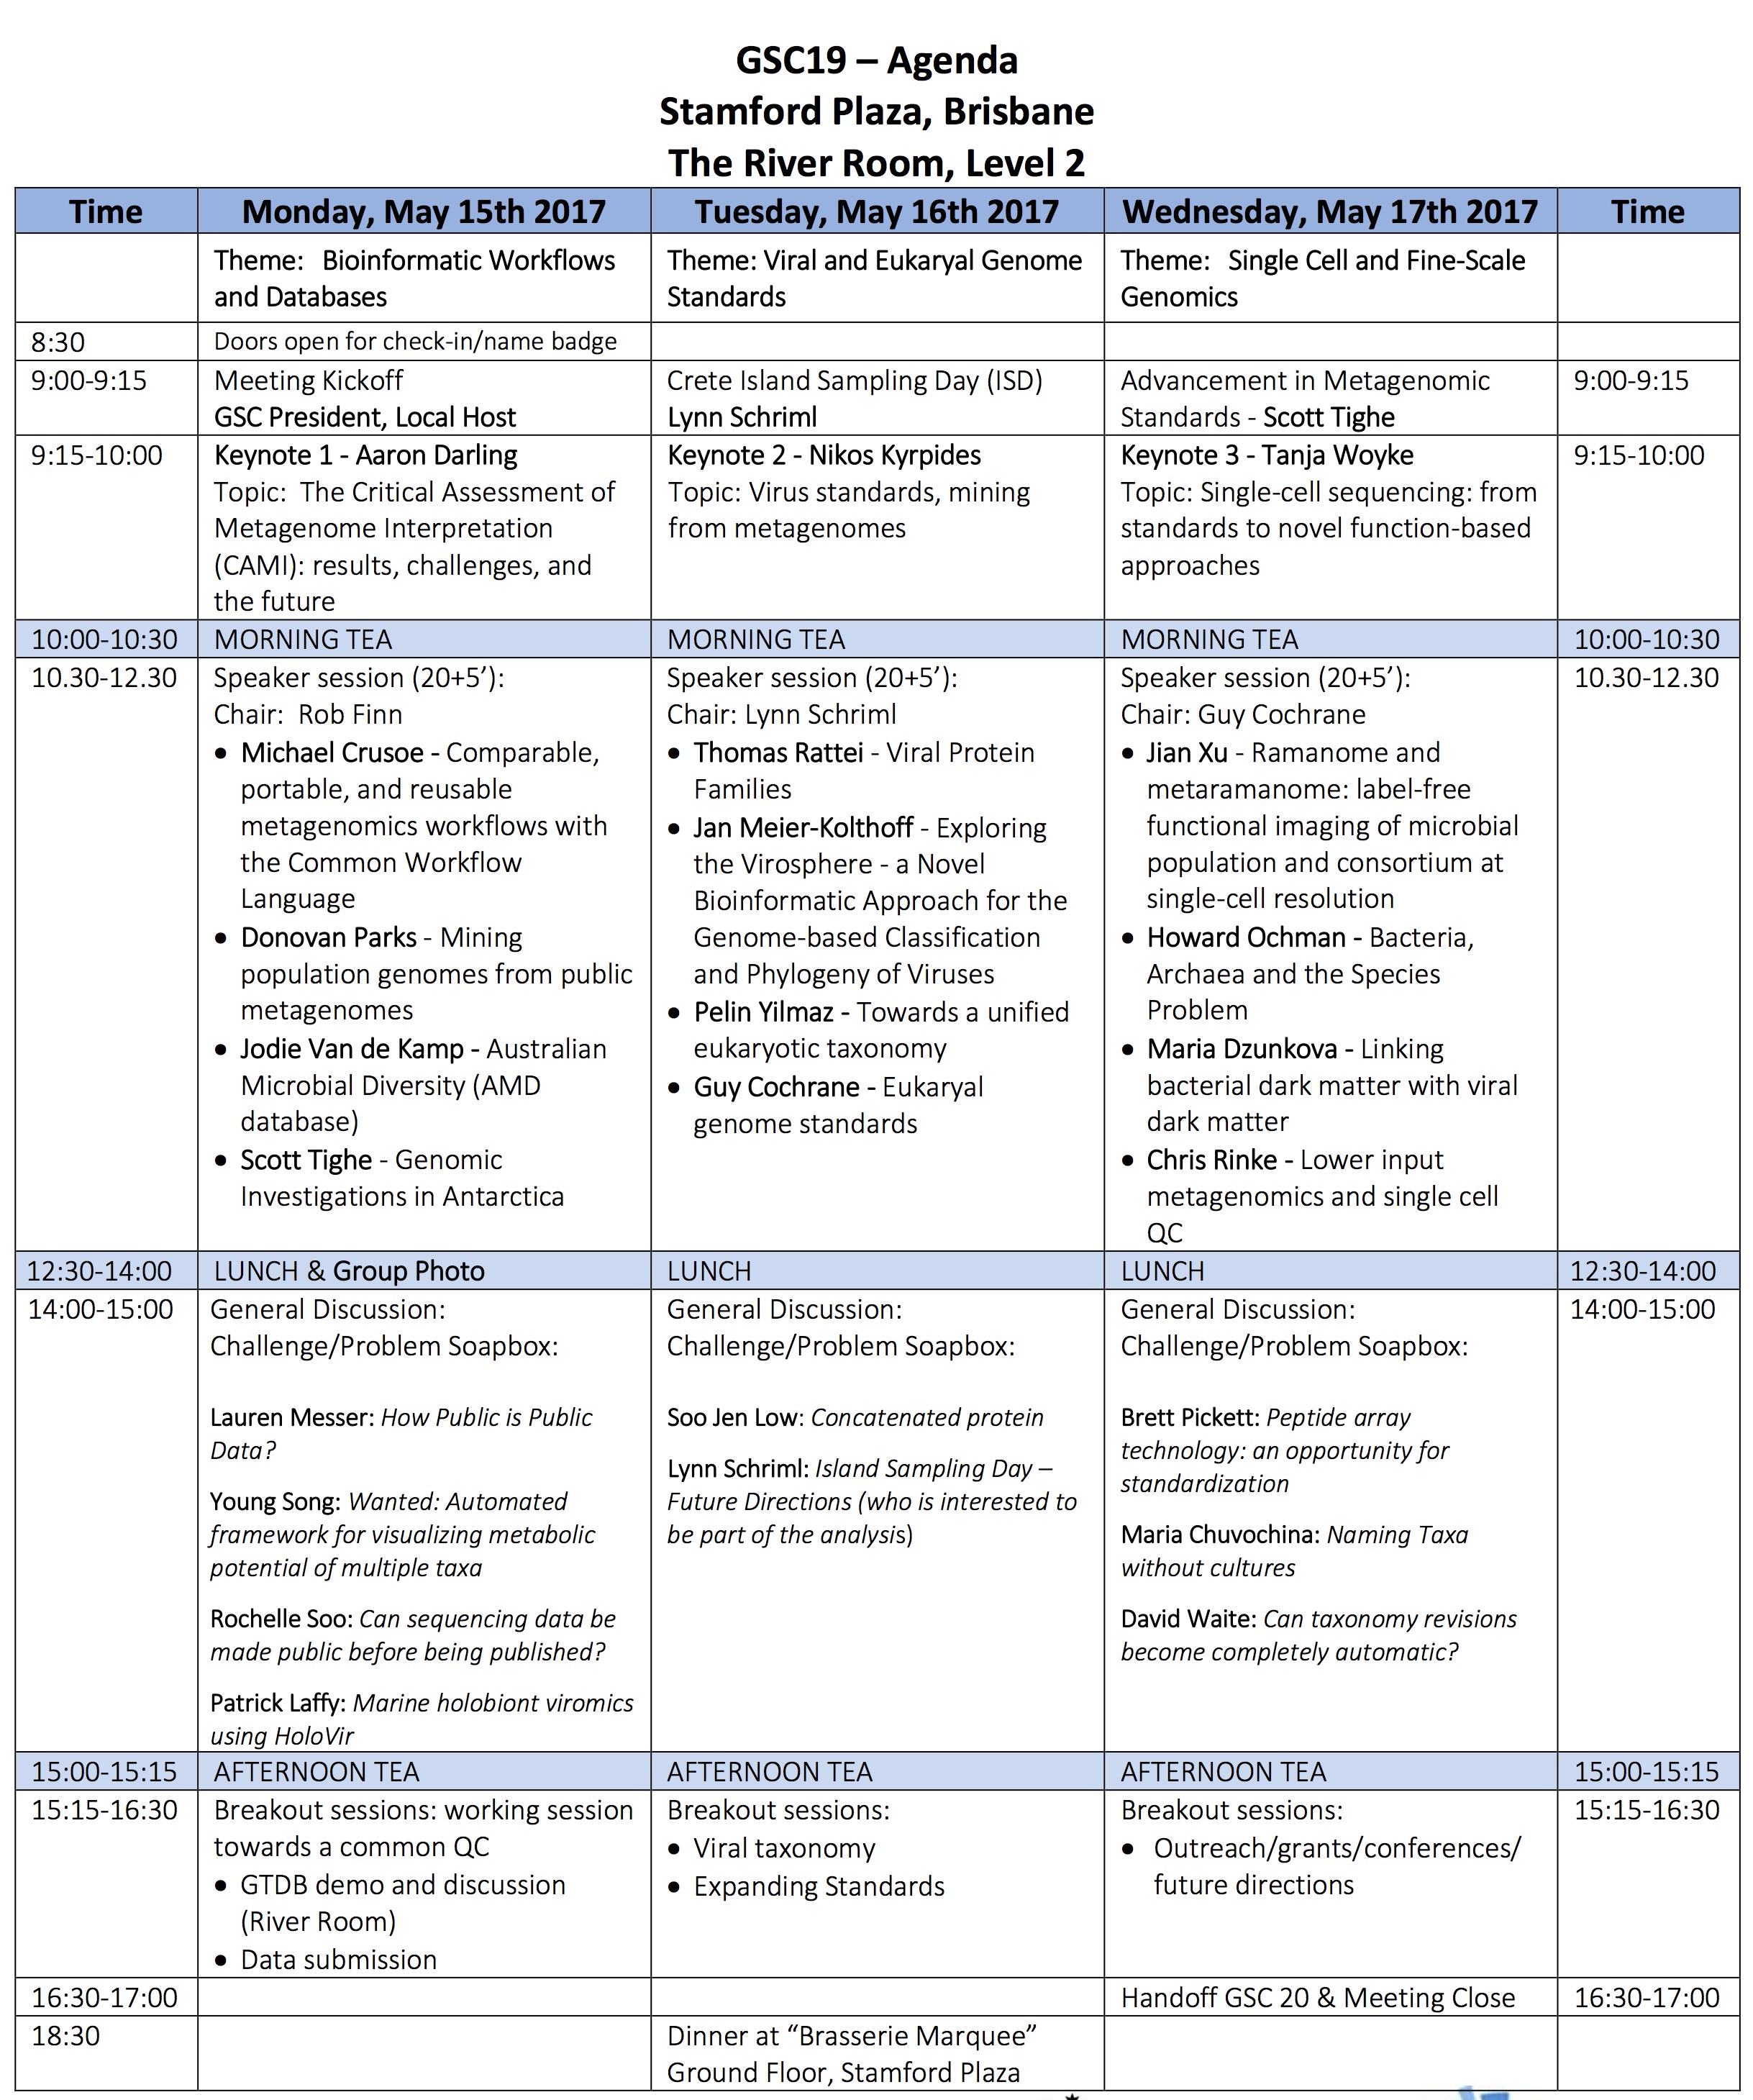 GSC19 – Agenda
Stamford Plaza, Brisbane
The River Room, Level 2
Time
Monday, May 15th 2017
Tuesday, May 16th 2017
Wednesday, May 17th 2017
Time
Theme:   Bioinformatic Workflows
and Databases
Theme: Viral and Eukaryal Genome
Standards
Theme:   Single Cell and Fine-Scale
Genomics
8:30
Doors open for check-in/name badge
9:00-9:15
Meeting Kickoff
GSC President, Local Host
Crete Island Sampling Day (ISD)
Lynn Schriml
Advancement in Metagenomic
Standards - Scott Tighe
9:00-9:15
9:15-10:00
Keynote 1 - Aaron Darling
Topic:  The Critical Assessment of
Metagenome Interpretation
(CAMI): results, challenges, and
the future
Keynote 2 - Nikos Kyrpides
Topic: Virus standards, mining
from metagenomes
Keynote 3 - Tanja Woyke
Topic: Single-cell sequencing: from
standards to novel function-based
approaches
9:15-10:00
10:00-10:30
MORNING TEA
MORNING TEA
MORNING TEA
10:00-10:30
10.30-12.30
Speaker session (20+5’):
Chair:  Rob Finn
• Michael Crusoe - Comparable,
portable, and reusable
metagenomics workflows with
the Common Workflow
Language
• Donovan Parks - Mining
population genomes from public
metagenomes
• Jodie Van de Kamp - Australian
Microbial Diversity (AMD
database)
• Scott Tighe - Genomic
Investigations in Antarctica
Speaker session (20+5’):
Chair: Lynn Schriml
• Thomas Rattei - Viral Protein
Families
• Jan Meier-Kolthoff - Exploring
the Virosphere - a Novel
Bioinformatic Approach for the
Genome-based Classification
and Phylogeny of Viruses
• Pelin Yilmaz - Towards a unified
eukaryotic taxonomy
• Guy Cochrane - Eukaryal
genome standards
Speaker session (20+5’):
Chair: Guy Cochrane
• Jian Xu - Ramanome and
metaramanome: label-free
functional imaging of microbial
population and consortium at
single-cell resolution
• Howard Ochman - Bacteria,
Archaea and the Species
Problem
• Maria Dzunkova - Linking
bacterial dark matter with viral
dark matter
• Chris Rinke - Lower input
metagenomics and single cell
QC
10.30-12.30
12:30-14:00
LUNCH & Group Photo
LUNCH
LUNCH
12:30-14:00
14:00-15:00
General Discussion:
Challenge/Problem Soapbox:
Lauren Messer: How Public is Public
Data?
Young Song: Wanted: Automated
framework for visualizing metabolic
potential of multiple taxa
Rochelle Soo: Can sequencing data be
made public before being published?
Patrick Laffy: Marine holobiont viromics
using HoloVir
General Discussion:
Challenge/Problem Soapbox:
Soo Jen Low: Concatenated protein
Lynn Schriml: Island Sampling Day –
Future Directions (who is interested to
be part of the analysis)
General Discussion:
Challenge/Problem Soapbox:
Brett Pickett: Peptide array
technology: an opportunity for
standardization
Maria Chuvochina: Naming Taxa
without cultures
David Waite: Can taxonomy revisions
become completely automatic?
14:00-15:00
15:00-15:15
AFTERNOON TEA
AFTERNOON TEA
AFTERNOON TEA
15:00-15:15
15:15-16:30
Breakout sessions: working session
towards a common QC
• GTDB demo and discussion
(River Room)
• Data submission
Breakout sessions:
• Viral taxonomy
• Expanding Standards
Breakout sessions:
• Outreach/grants/conferences/
future directions
15:15-16:30
16:30-17:00
Handoff GSC 20 & Meeting Close
16:30-17:00
18:30
Dinner at “Brasserie Marquee”
Ground Floor, Stamford Plaza